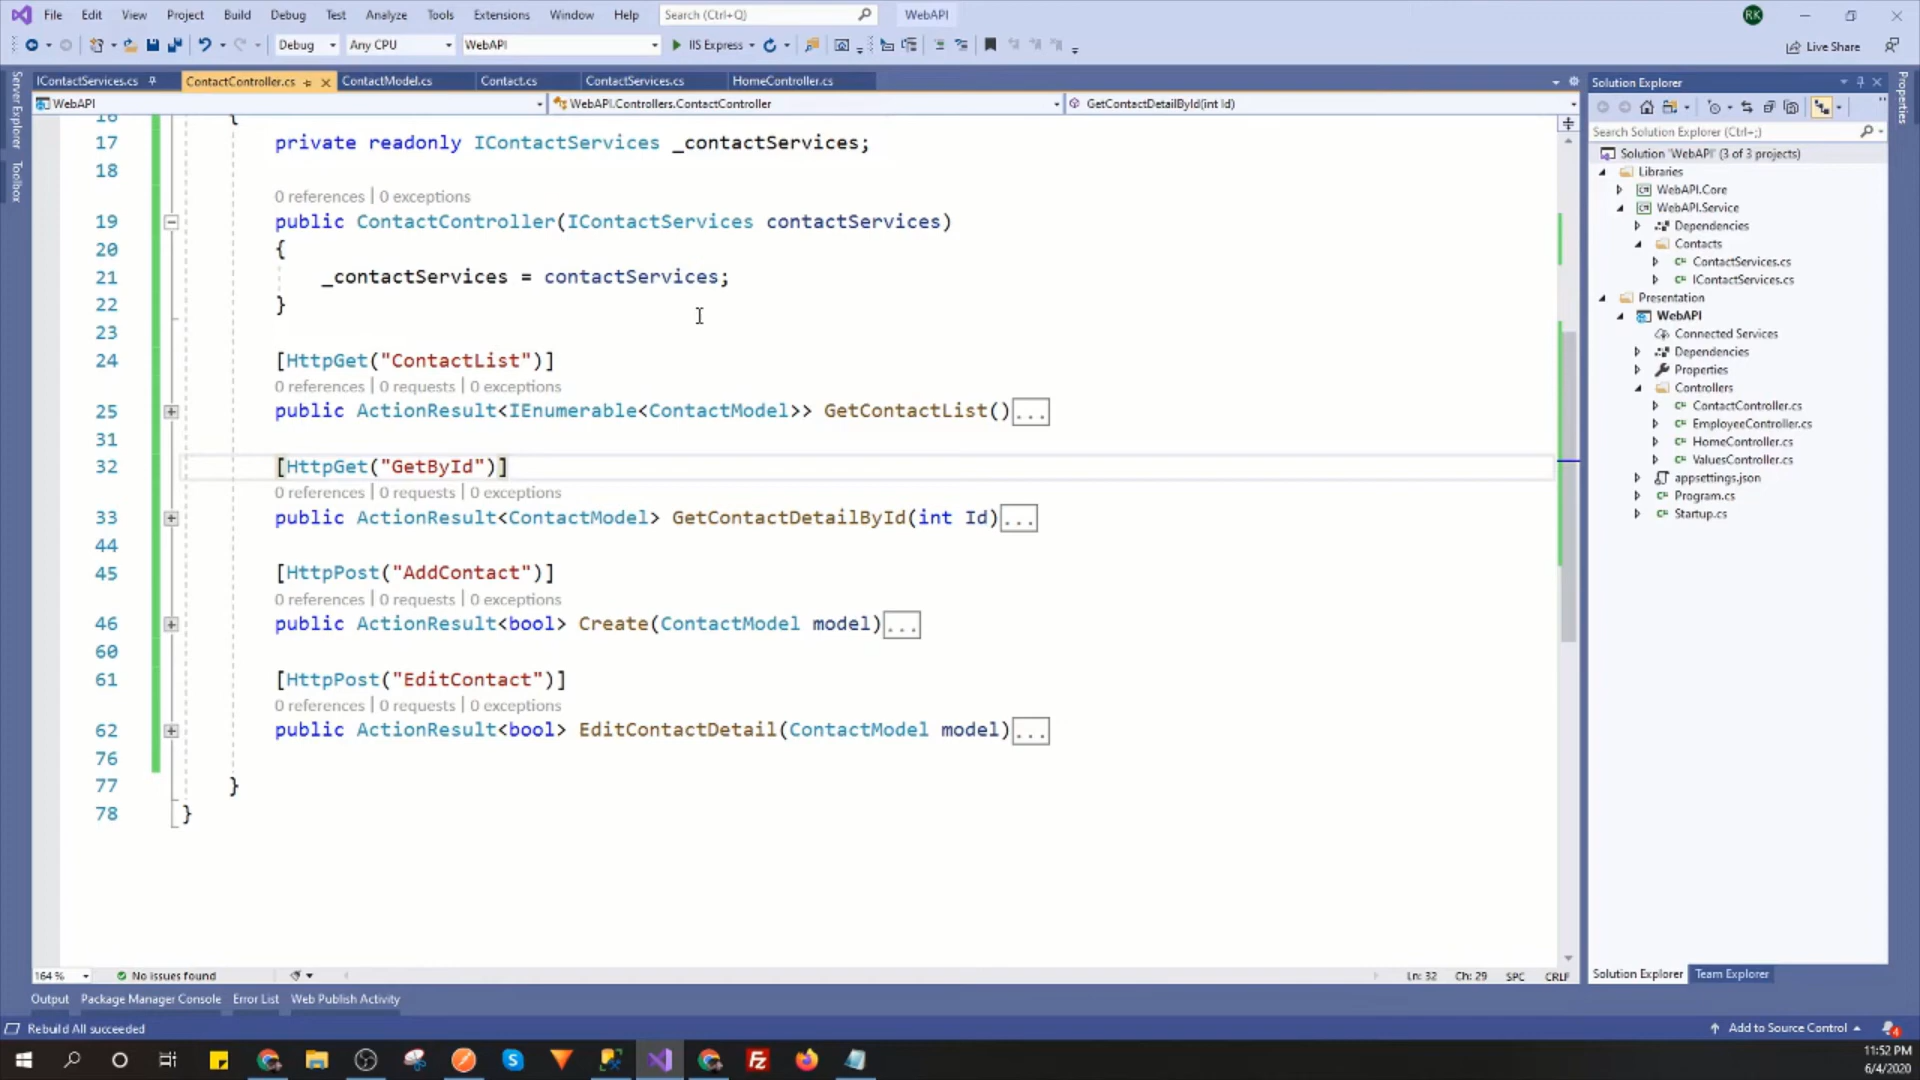 File Edit View Project Build Debug Test Analyze Tools Extensions Window Help Search (Ctrl+Q) WebAPI RK
Debug Any CPU WebAPI IIS Express Live Share
IContactServices.cs ContactController.cs ContactModel.cs Contact.cs ContactServices.cs HomeController.cs
WebAPI WebAPI.Controllers.ContactController GetContactDetailById(int Id)
Server Explorer
Toolbox
16 {
17 private readonly IContactServices _contactServices;
18
0 references | 0 exceptions
19 public ContactController(IContactServices contactServices)
20 {
21 _contactServices = contactServices;
22 }
23
24 [HttpGet("ContactList")]
0 references | 0 requests | 0 exceptions
25 public ActionResult<IEnumerable<ContactModel>> GetContactList()...
31
32 [HttpGet("GetById")]
0 references | 0 requests | 0 exceptions
33 public ActionResult<ContactModel> GetContactDetailById(int Id)...
44
45 [HttpPost("AddContact")]
0 references | 0 requests | 0 exceptions
46 public ActionResult<bool> Create(ContactModel model)...
60
61 [HttpPost("EditContact")]
0 references | 0 requests | 0 exceptions
62 public ActionResult<bool> EditContactDetail(ContactModel model)...
76
77 }
78 }
164 % No issues found Ln: 32 Ch: 29 SPC CRLF
Solution Explorer
Search Solution Explorer (Ctrl+;)
Solution 'WebAPI' (3 of 3 projects)
Libraries
WebAPI.Core
WebAPI.Service
Dependencies
Contacts
C# ContactServices.cs
C# IContactServices.cs
Presentation
WebAPI
Connected Services
Dependencies
Properties
Controllers
C# ContactController.cs
C# EmployeeController.cs
C# HomeController.cs
C# ValuesController.cs
appsettings.json
C# Program.cs
C# Startup.cs
Solution Explorer Team Explorer
Properties
Output Package Manager Console Error List Web Publish Activity
Rebuild All succeeded Add to Source Control 4
11:52 PM
6/4/2020